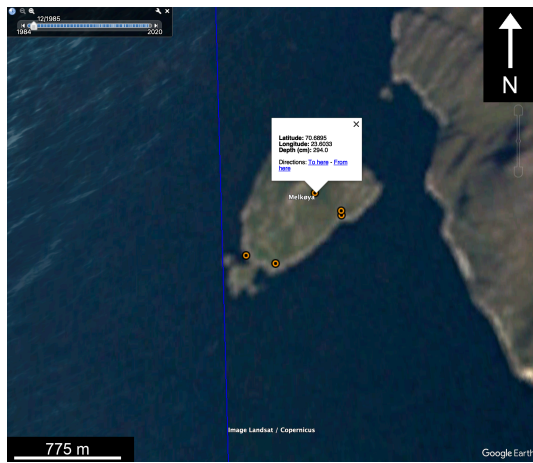 12/1985
1984 2020
N
Latitude: 70.6895
Longitude: 23.6033
Depth (cm): 294.0
Directions: To here - From
here
Melkøya
Image Landsat / Copernicus
775 m
Google Earth